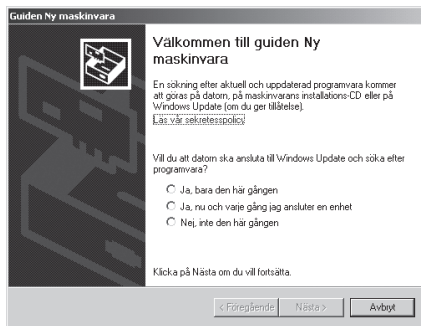 Guiden Ny maskinvara
Välkommen till guiden Ny
maskinvara
En sökning efter aktuell och uppdaterad programvara kommer
att göras på datorn, på maskinvarans installations-CD eller på
Windows Update (om du ger tillåtelse).
Läs vår sekretesspolicy
Vill du att datorn ska ansluta till Windows Update och söka efter
programvara?
Ja, bara den här gången
Ja, nu och varje gång jag ansluter en enhet
Nej, inte den här gången
Klicka på Nästa om du vill fortsätta.
< Föregående Nästa > Avbryt